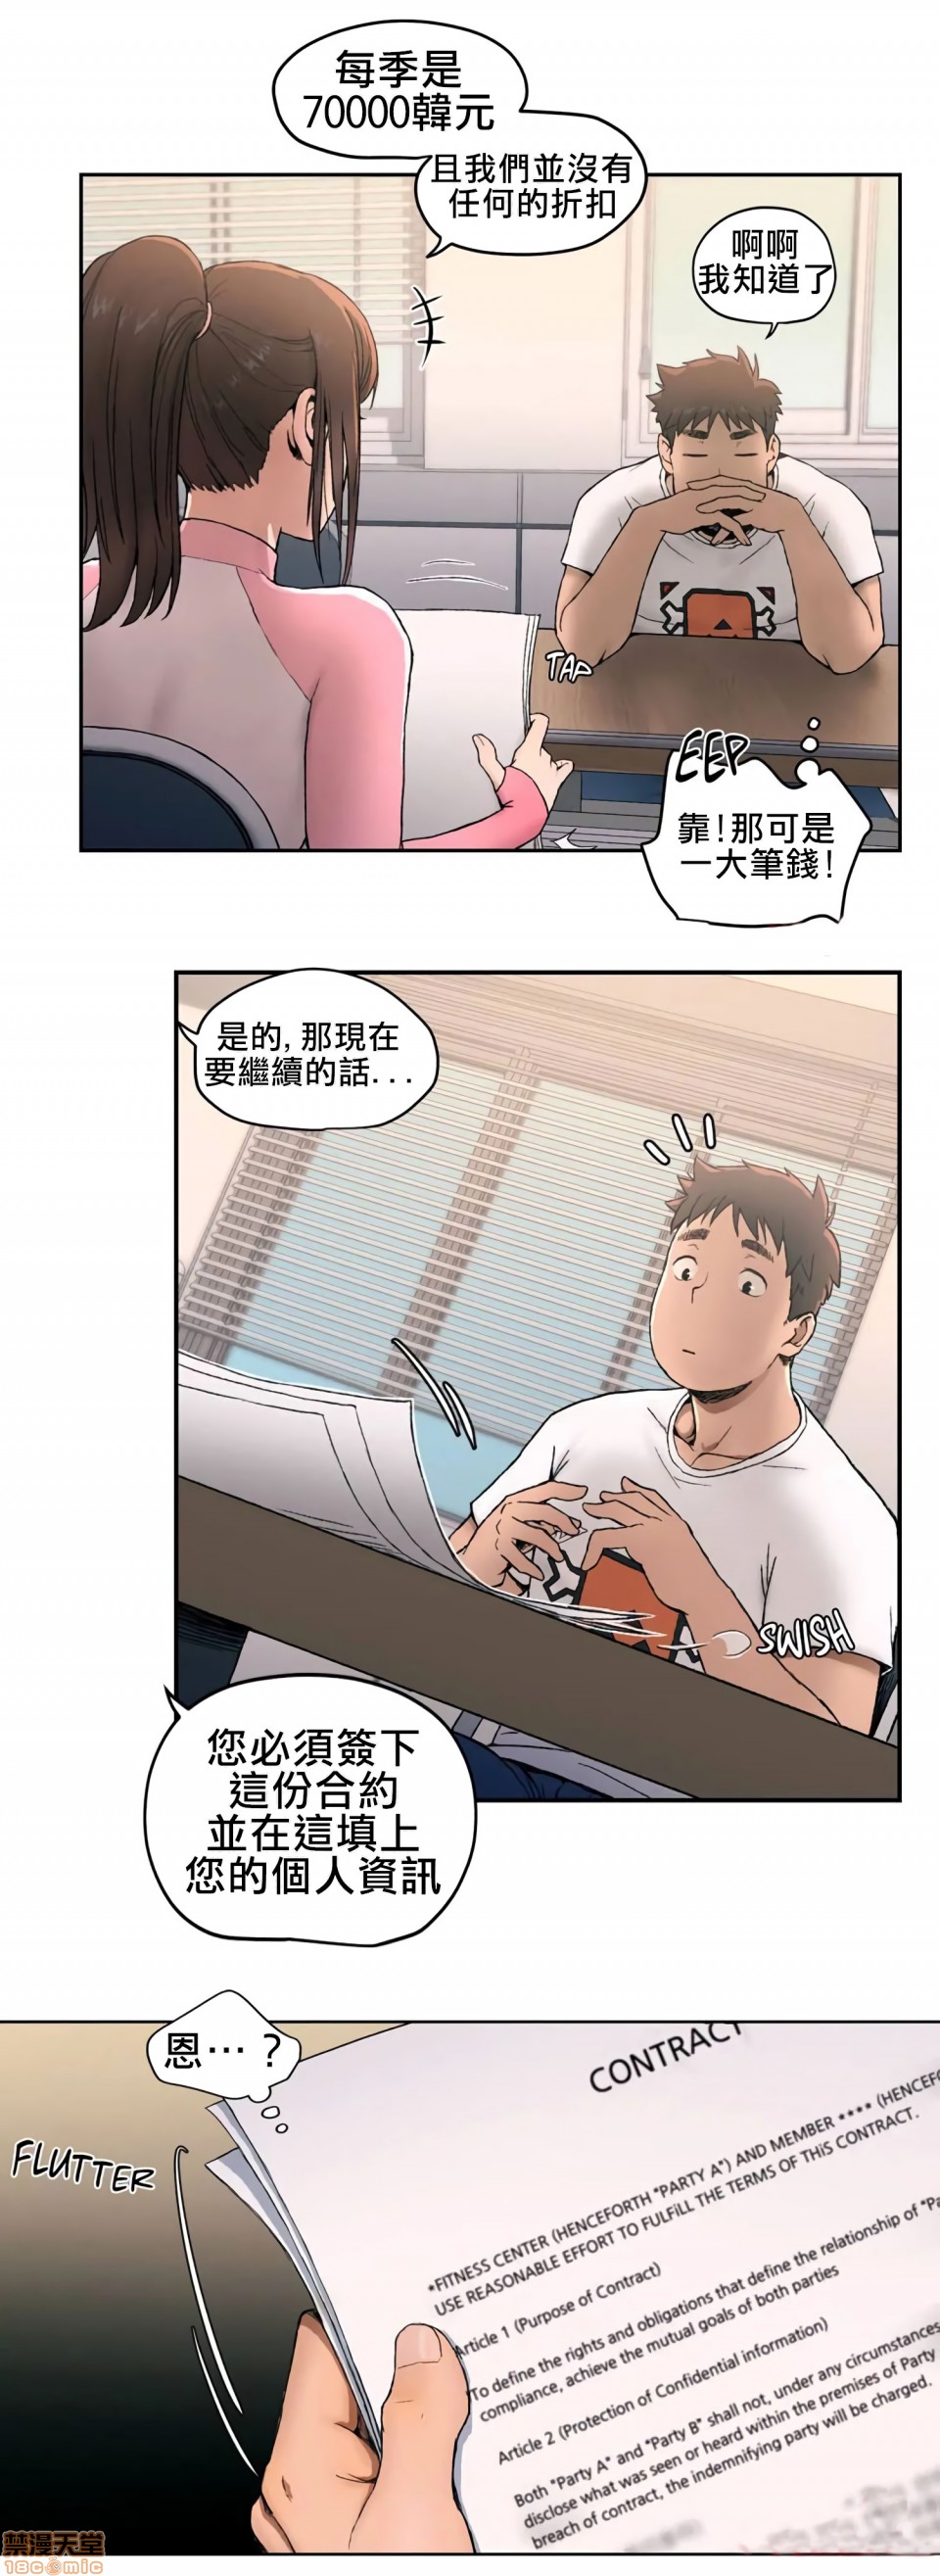 每季是
70000韓元
且我們並沒有
任何的折扣
啊啊
我知道了
TAP
EEP
靠!那可是
一大筆錢!
是的,那現在
要繼續的話...
SWISH
您必須簽下
這份合約
並在這填上
您的個人資訊
恩…?
FLUTTER
CONTRACT
*FITNESS CENTER (HENCEFORTH "PARTY A") AND MEMBER **** (HENCEFO
USE REASONABLE EFFORT TO FULFiLL THE TERMS OF THiS CONTRACT.
Article 1 (Purpose of Contract)
To define the rights and obligations that define the relationship of "Pa
compliance, achieve the mutual goals of both parties
Article 2 (Protection of Confidential information)
Both "Party A" and "Party B" shall not, under any circumstances
disclose what was seen or heard within the premises of Party
breach of contract, the indemnifying party will be charged.
禁漫天堂
18comic